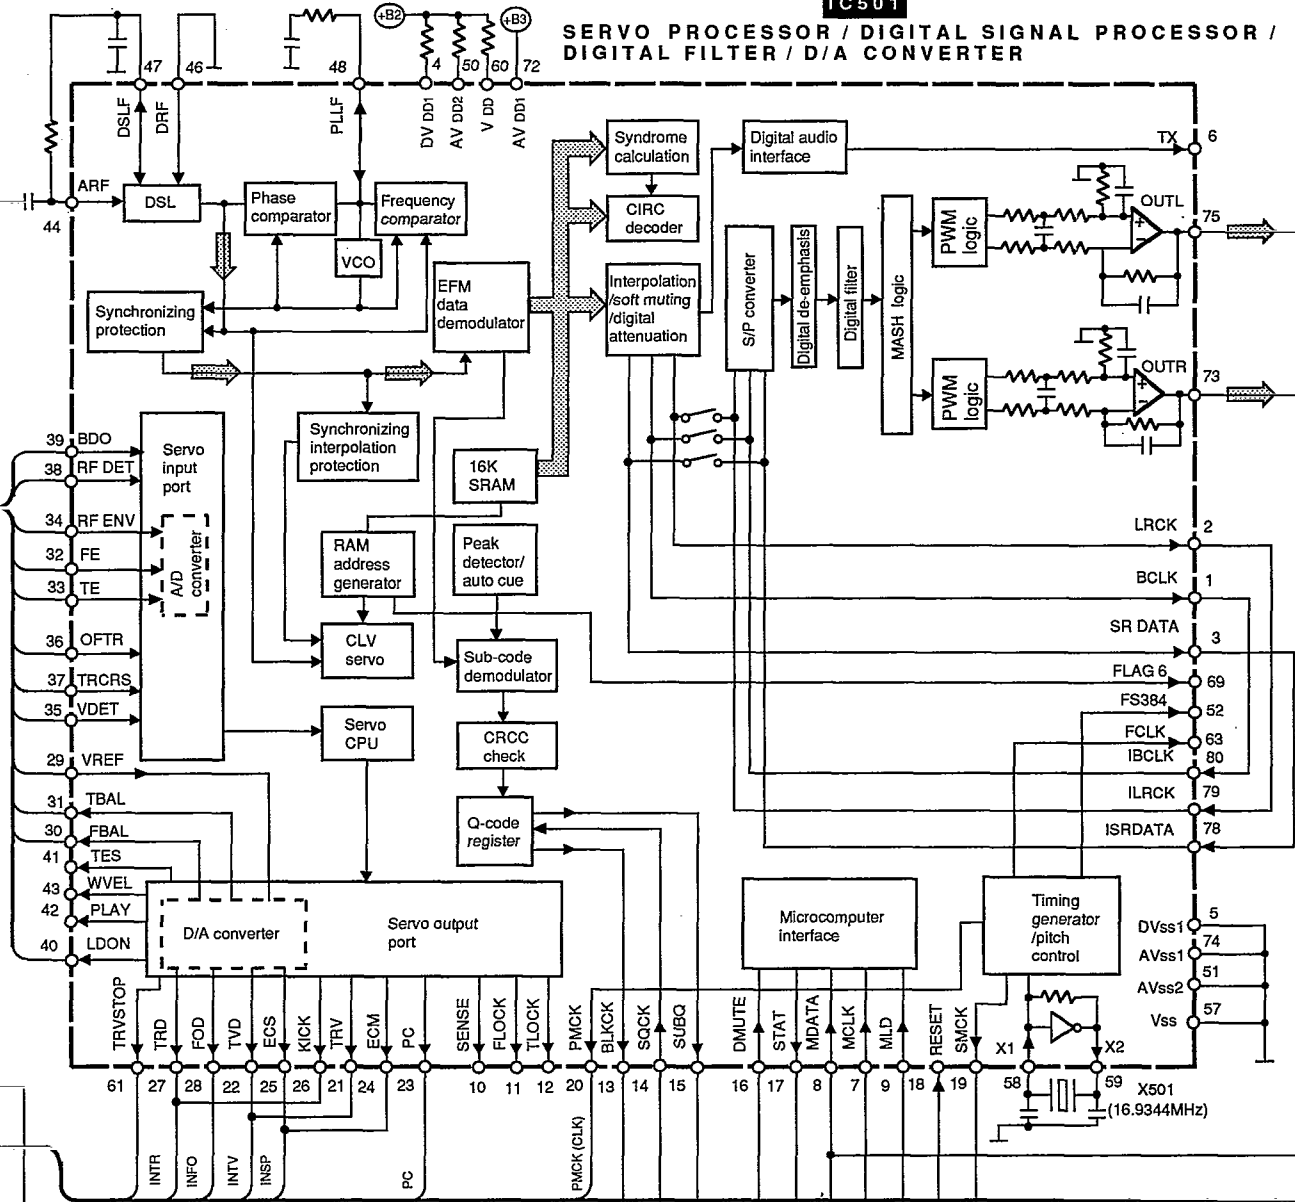 IC501
SERVO PROCESSOR / DIGITAL SIGNAL PROCESSOR /
DIGITAL FILTER / D/A CONVERTER
+B2
+B3
47
46
48
4
50
60
72
DSLF
DRF
PLLF
DV DD1
AV DD2
V DD
AV DD1
ARF
44
DSL
Phase
comparator
Frequency
comparator
VCO
Synchronizing
protection
EFM
data
demodulator
Syndrome
calculation
CIRC
decoder
Interpolation
/soft muting
/digital
attenuation
Digital audio
interface
TX
6
S/P converter
Digital de-emphasis
Digital filter
MASH logic
PWM
logic
OUTL
75
+
−
PWM
logic
OUTR
73
+
−
Synchronizing
interpolation
protection
16K
SRAM
RAM
address
generator
Peak
detector/
auto cue
CLV
servo
Sub-code
demodulator
Servo
CPU
CRCC
check
Q-code
register
Servo
input
port
A/D
converter
39
BDO
38
RF DET
34
RF ENV
32
FE
33
TE
36
OFTR
37
TRCRS
35
VDET
29
VREF
31
TBAL
30
FBAL
41
TES
43
WVEL
42
PLAY
40
LDON
LRCK
2
BCLK
1
SR DATA
3
FLAG 6
69
FS384
52
FCLK
63
IBCLK
80
ILRCK
79
ISRDATA
78
DVss1
5
AVss1
74
AVss2
51
Vss
57
D/A converter
Servo output
port
Microcomputer
interface
Timing
generator
/pitch
control
TRVSTOP
TRD
FOD
TVD
ECS
KICK
TRV
ECM
PC
SENSE
FLOCK
TLOCK
PMCK
BLKCK
SQCK
SUBQ
DMUTE
STAT
MDATA
MCLK
MLD
RESET
SMCK
X1
X2
61
27
28
22
25
26
21
24
23
10
11
12
20
13
14
15
16
17
8
7
9
18
19
58
59
X501
(16.9344MHz)
INTR
INFO
INTV
INSP
PC
PMCK (CLK)